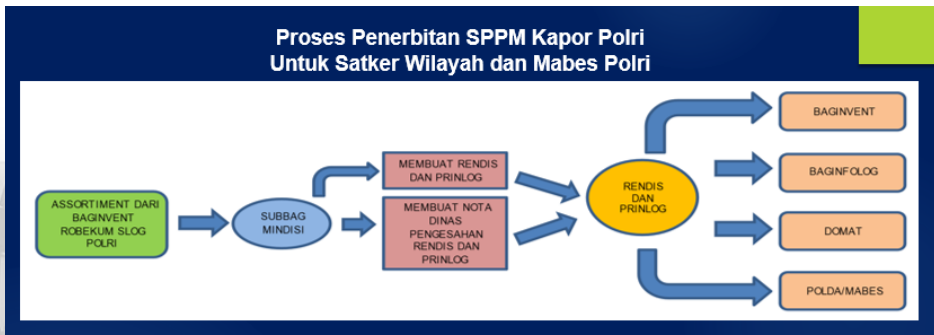 Proses Penerbitan SPPM Kapor Polri
Untuk Satker Wilayah dan Mabes Polri
ASSORTIMENT DARI
BAGINVENT
ROBEKUM SLOG
POLRI
SUBBAG
MINDISI
MEMBUAT RENDIS
DAN PRINLOG
MEMBUAT NOTA
DINAS
PENGESAHAN
RENDIS DAN
PRINLOG
RENDIS
DAN
PRINLOG
BAGINVENT
BAGINFOLOG
DOMAT
POLDA/MABES